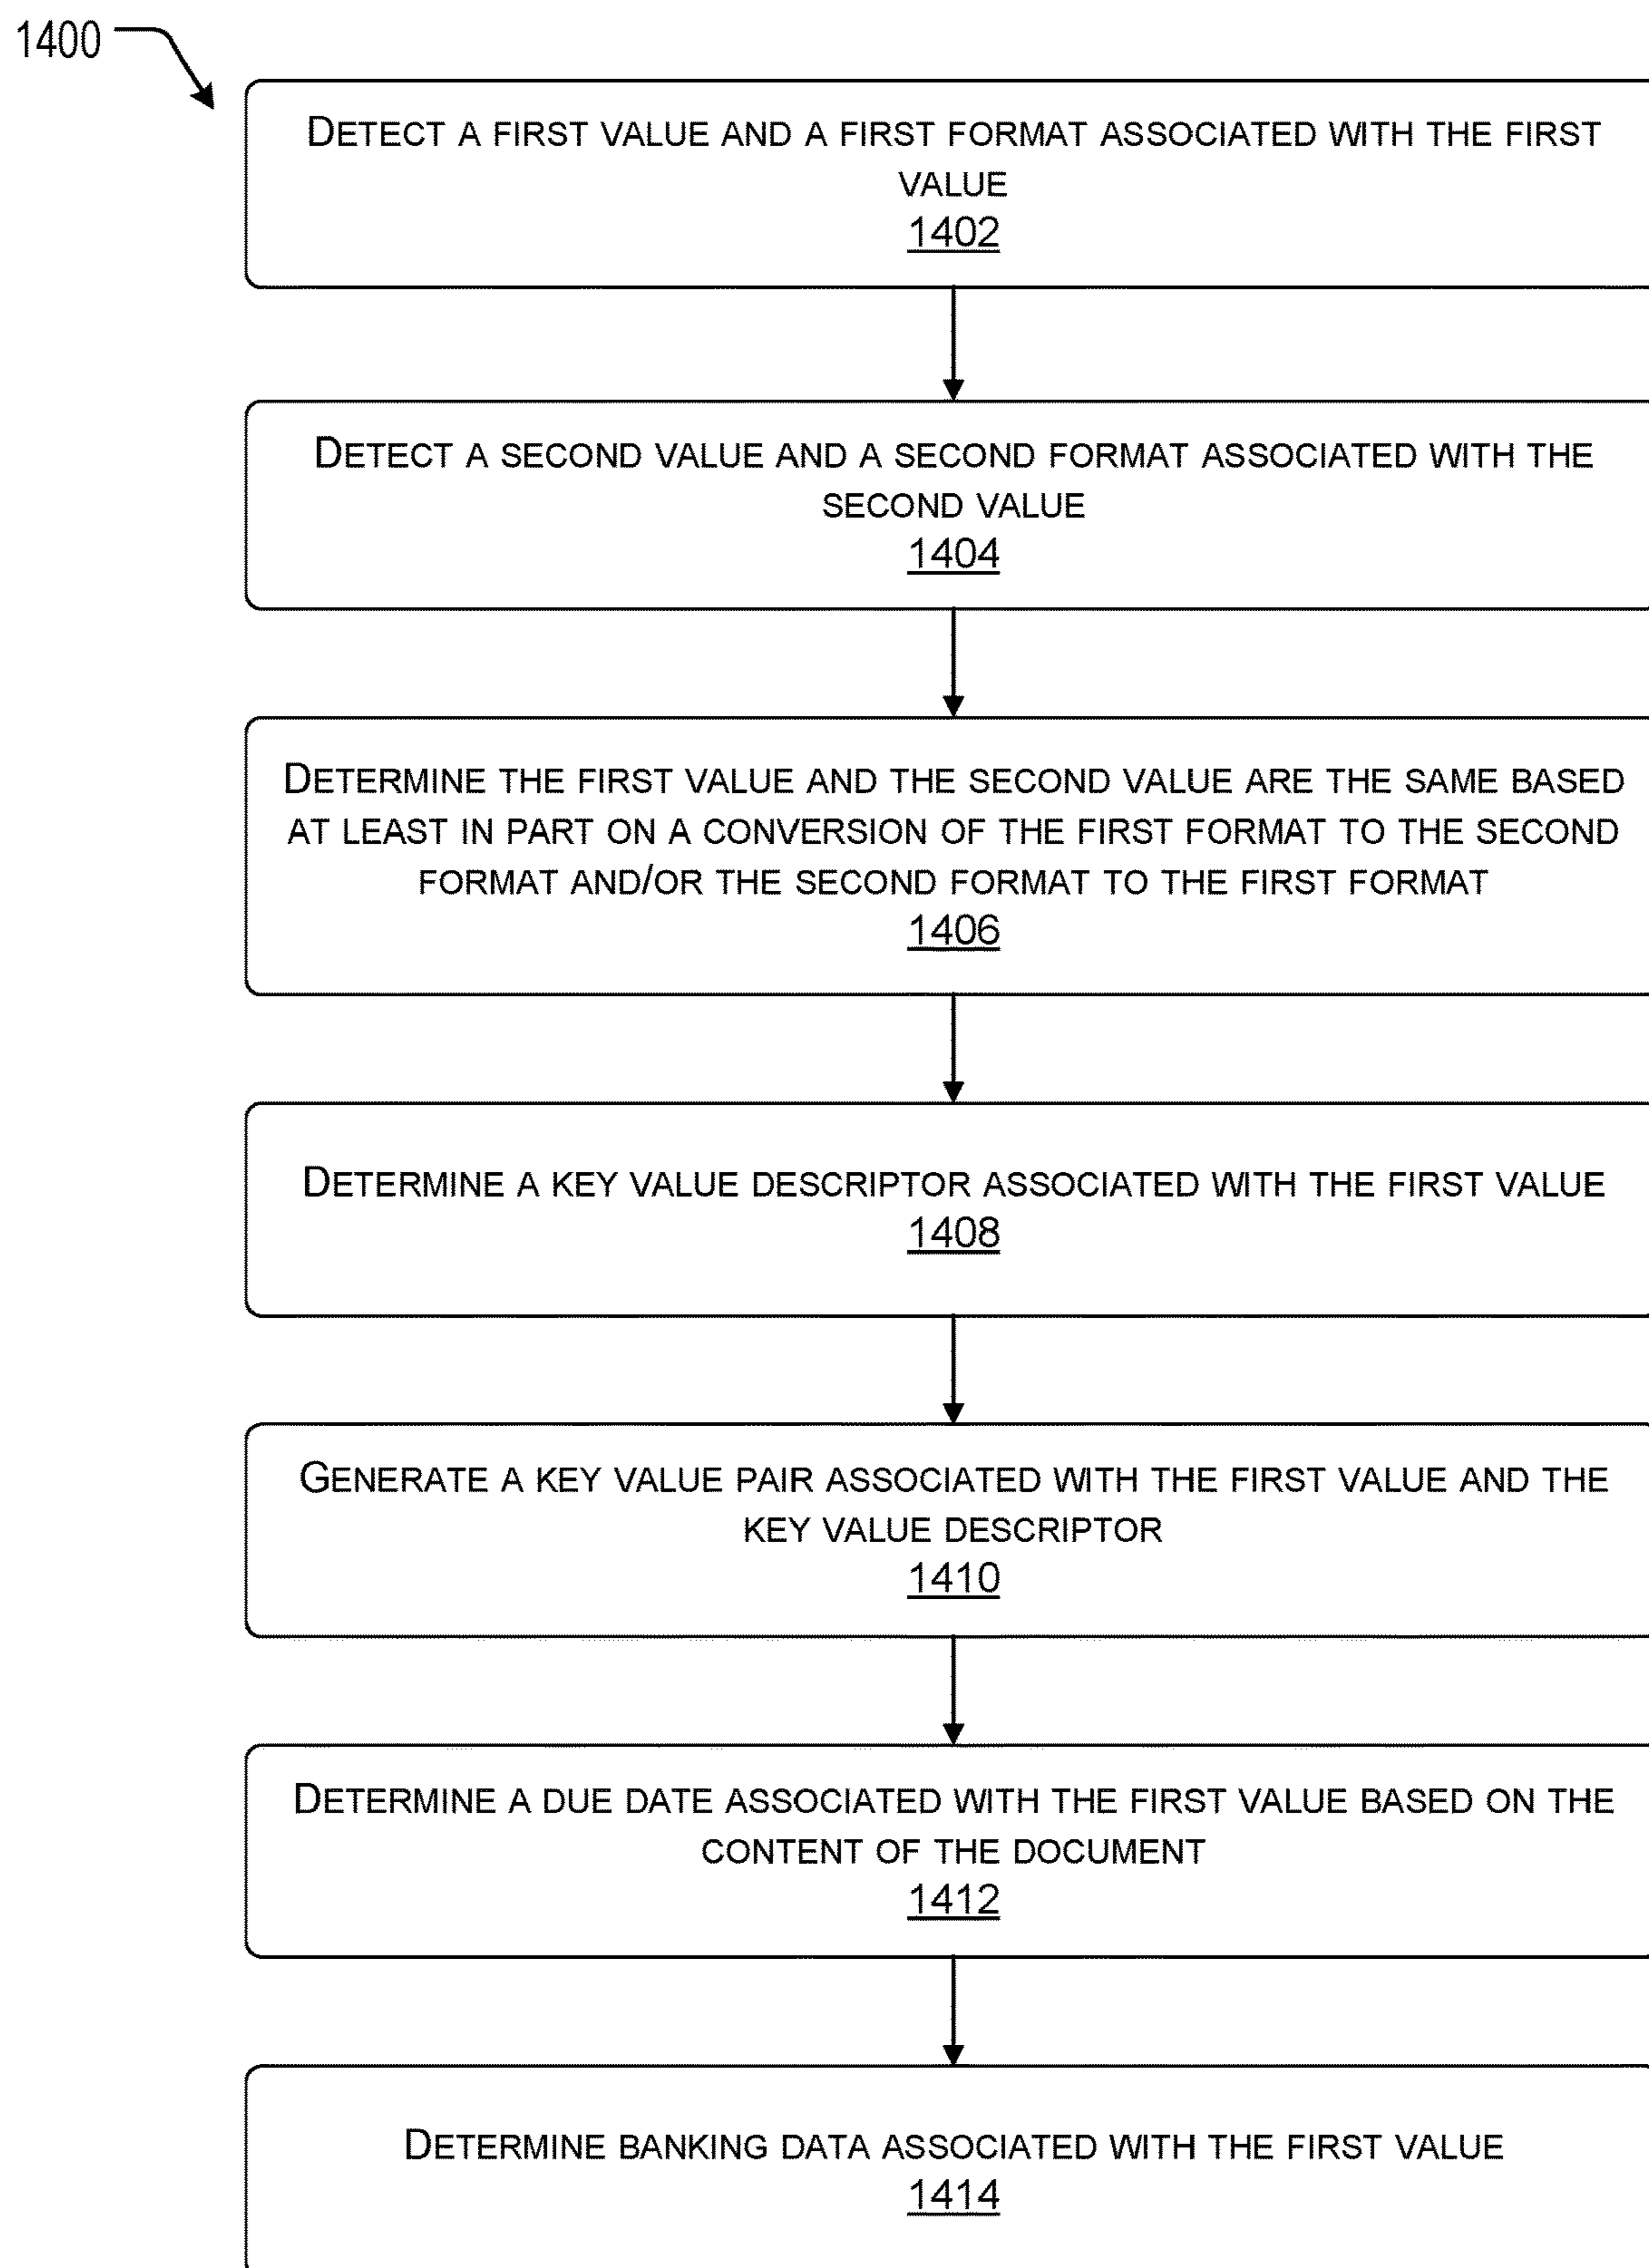 1400
DETECT A FIRST VALUE AND A FIRST FORMAT ASSOCIATED WITH THE FIRST
VALUE
1402
DETECT A SECOND VALUE AND A SECOND FORMAT ASSOCIATED WITH THE
SECOND VALUE
1404
DETERMINE THE FIRST VALUE AND THE SECOND VALUE ARE THE SAME BASED
AT LEAST IN PART ON A CONVERSION OF THE FIRST FORMAT TO THE SECOND
FORMAT AND/OR THE SECOND FORMAT TO THE FIRST FORMAT
1406
DETERMINE A KEY VALUE DESCRIPTOR ASSOCIATED WITH THE FIRST VALUE
1408
GENERATE A KEY VALUE PAIR ASSOCIATED WITH THE FIRST VALUE AND THE
KEY VALUE DESCRIPTOR
1410
DETERMINE A DUE DATE ASSOCIATED WITH THE FIRST VALUE BASED ON THE
CONTENT OF THE DOCUMENT
1412
DETERMINE BANKING DATA ASSOCIATED WITH THE FIRST VALUE
1414